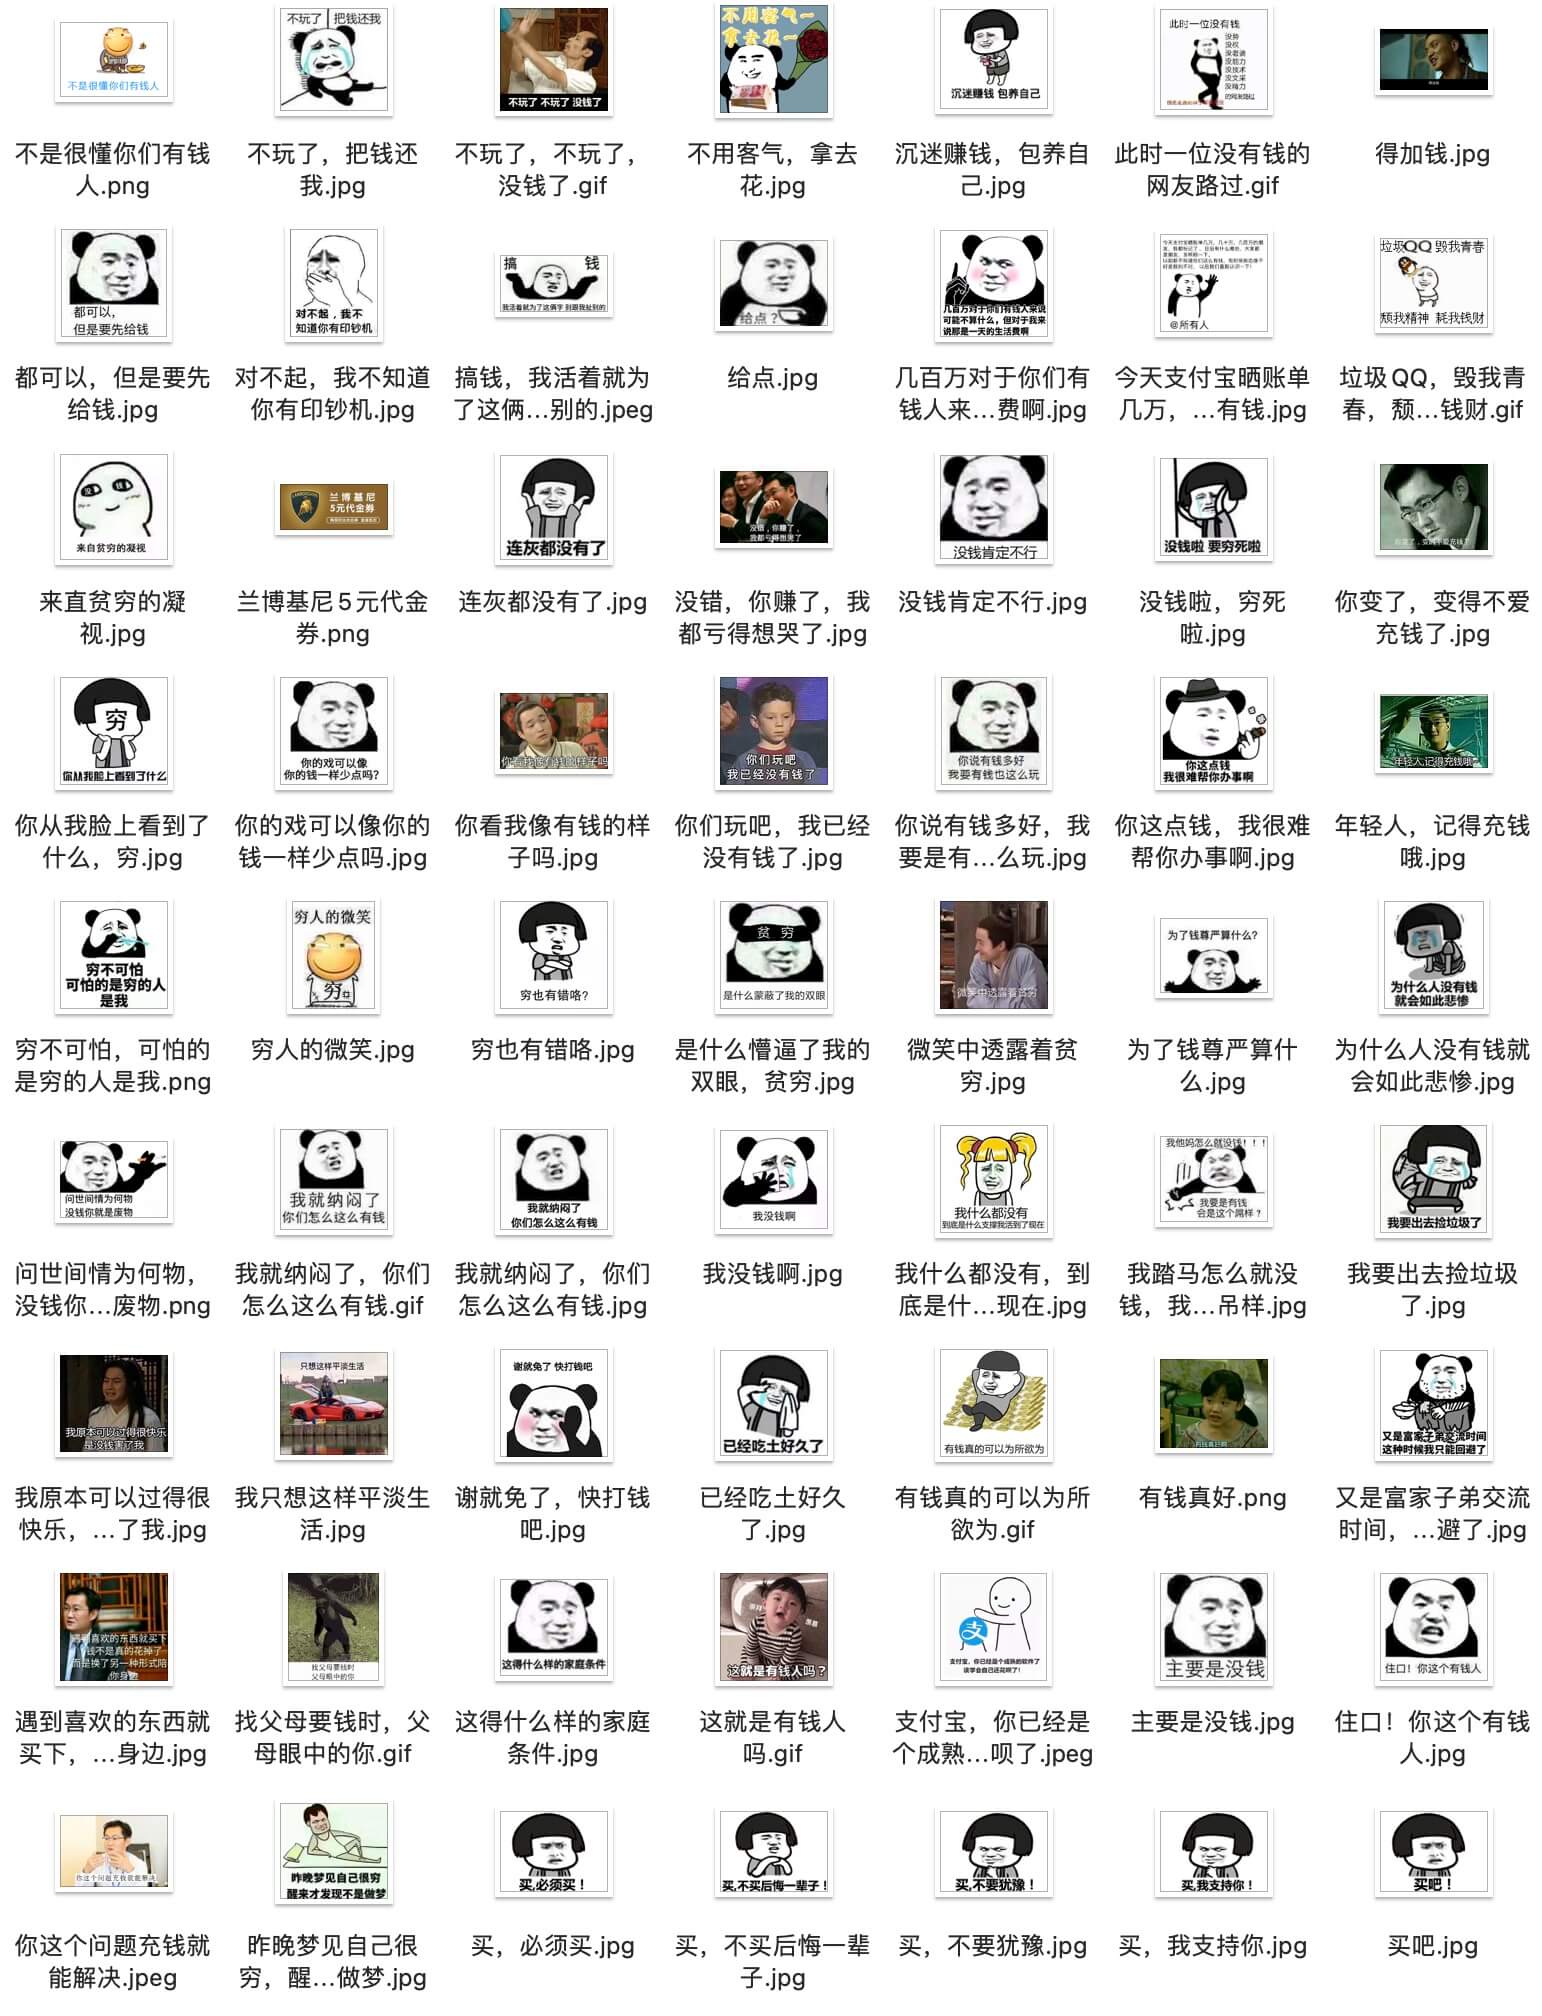 不是很懂你们有钱人
不玩了 把钱还我
不玩了 不玩了 没钱了
不用客气一
拿去花一
沉迷赚钱 包养自己
此时一位没有钱
没势
没权
没老婆
没能力
没技术
没文采
没魄力
的网友路过
不是很懂你们有钱
人.png
不玩了，把钱还
我.jpg
不玩了，不玩了，
没钱了.gif
不用客气，拿去
花.jpg
沉迷赚钱，包养自
己.jpg
此时一位没有钱的
网友路过.gif
得加钱.jpg
都可以，
但是要先给钱
对不起，我不
知道你有印钞机
搞 钱
我活着就为了这俩字 别跟我扯别的
给点？
几百万对于你们有钱人来说
可能不算什么，但对于我来
说那是一天的生活费啊
@所有人
垃圾QQ 毁我青春
颓我精神 耗我钱财
都可以，但是要先
给钱.jpg
对不起，我不知道
你有印钞机.jpg
搞钱，我活着就为
了这俩...别的.jpeg
给点.jpg
几百万对于你们有
钱人来...费啊.jpg
今天支付宝晒账单
几万，...有钱.jpg
垃圾QQ，毁我青
春，颓...钱财.gif
没 钱
来自贫穷的凝视
兰博基尼
5元代金券
连灰都没有了
没错，你赚了，
我都亏得想哭了
没钱肯定不行
没钱啦 要穷死啦
你变了，变得不爱充钱了
来直贫穷的凝
视.jpg
兰博基尼5元代金
券.png
连灰都没有了.jpg
没错，你赚了，我
都亏得想哭了.jpg
没钱肯定不行.jpg
没钱啦，穷死
啦.jpg
你变了，变得不爱
充钱了.jpg
穷
你从我脸上看到了什么
你的戏可以像
你的钱一样少点吗？
你看我像有钱的样子吗
你们玩吧
我已经没有钱了
你说有钱多好
我要有钱也这么玩
你这点钱
我很难帮你办事啊
年轻人,记得充钱哦
你从我脸上看到了
什么，穷.jpg
你的戏可以像你的
钱一样少点吗.jpg
你看我像有钱的样
子吗.jpg
你们玩吧，我已经
没有钱了.jpg
你说有钱多好，我
要是有...么玩.jpg
你这点钱，我很难
帮你办事啊.jpg
年轻人，记得充钱
哦.jpg
穷不可怕
可怕的是穷的人
是我
穷人的微笑
穷
穷也有错咯?
贫 穷
是什么蒙蔽了我的双眼
微笑中透露着贫穷
为了钱尊严算什么?
为什么人没有钱
就会如此悲惨
穷不可怕，可怕的
是穷的人是我.png
穷人的微笑.jpg
穷也有错咯.jpg
是什么懵逼了我的
双眼，贫穷.jpg
微笑中透露着贫
穷.jpg
为了钱尊严算什
么.jpg
为什么人没有钱就
会如此悲惨.jpg
问世间情为何物
没钱你就是废物
我就纳闷了
你们怎么这么有钱
我就纳闷了
你们怎么这么有钱
我没钱啊
我什么都没有
到底是什么支撑我活到了现在
我他妈怎么就没钱！！！
我要是有钱
会是这个屌样？
我要出去捡垃圾了
问世间情为何物，
没钱你...废物.png
我就纳闷了，你们
怎么这么有钱.gif
我就纳闷了，你们
怎么这么有钱.jpg
我没钱啊.jpg
我什么都没有，到
底是什...现在.jpg
我踏马怎么就没
钱，我...吊样.jpg
我要出去捡垃圾
了.jpg
我原本可以过得很快乐
是没钱害了我
只想这样平淡生活
谢就免了 快打钱吧
已经吃土好久了
有钱真的可以为所欲为
有钱真好啊
又是富家子弟交流时间
这种时候我只能回避了
我原本可以过得很
快乐，...了我.jpg
我只想这样平淡生
活.jpg
谢就免了，快打钱
吧.jpg
已经吃土好久
了.jpg
有钱真的可以为所
欲为.gif
有钱真好.png
又是富家子弟交流
时间，...避了.jpg
遇到喜欢的东西就买下
钱不是真的花掉了
而是换了另一种形式陪
你身边
找父母要钱时
父母眼中的你
这得什么样的家庭条件
这就是有钱人吗？
支
支付宝，你已经是个成熟的软件了
该学会自己还花呗了！
主要是没钱
住口！你这个有钱人
遇到喜欢的东西就
买下，...身边.jpg
找父母要钱时，父
母眼中的你.gif
这得什么样的家庭
条件.jpg
这就是有钱人
吗.gif
支付宝，你已经是
个成熟...呗了.jpeg
主要是没钱.jpg
住口！你这个有钱
人.jpg
你这个问题充钱就能解决
昨晚梦见自己很穷
醒来才发现不是做梦
买,必须买！
买,不买后悔一辈子！
买,不要犹豫！
买,我支持你！
买吧！
你这个问题充钱就
能解决.jpeg
昨晚梦见自己很
穷，醒...做梦.jpg
买，必须买.jpg
买，不买后悔一辈
子.jpg
买，不要犹豫.jpg
买，我支持你.jpg
买吧.jpg